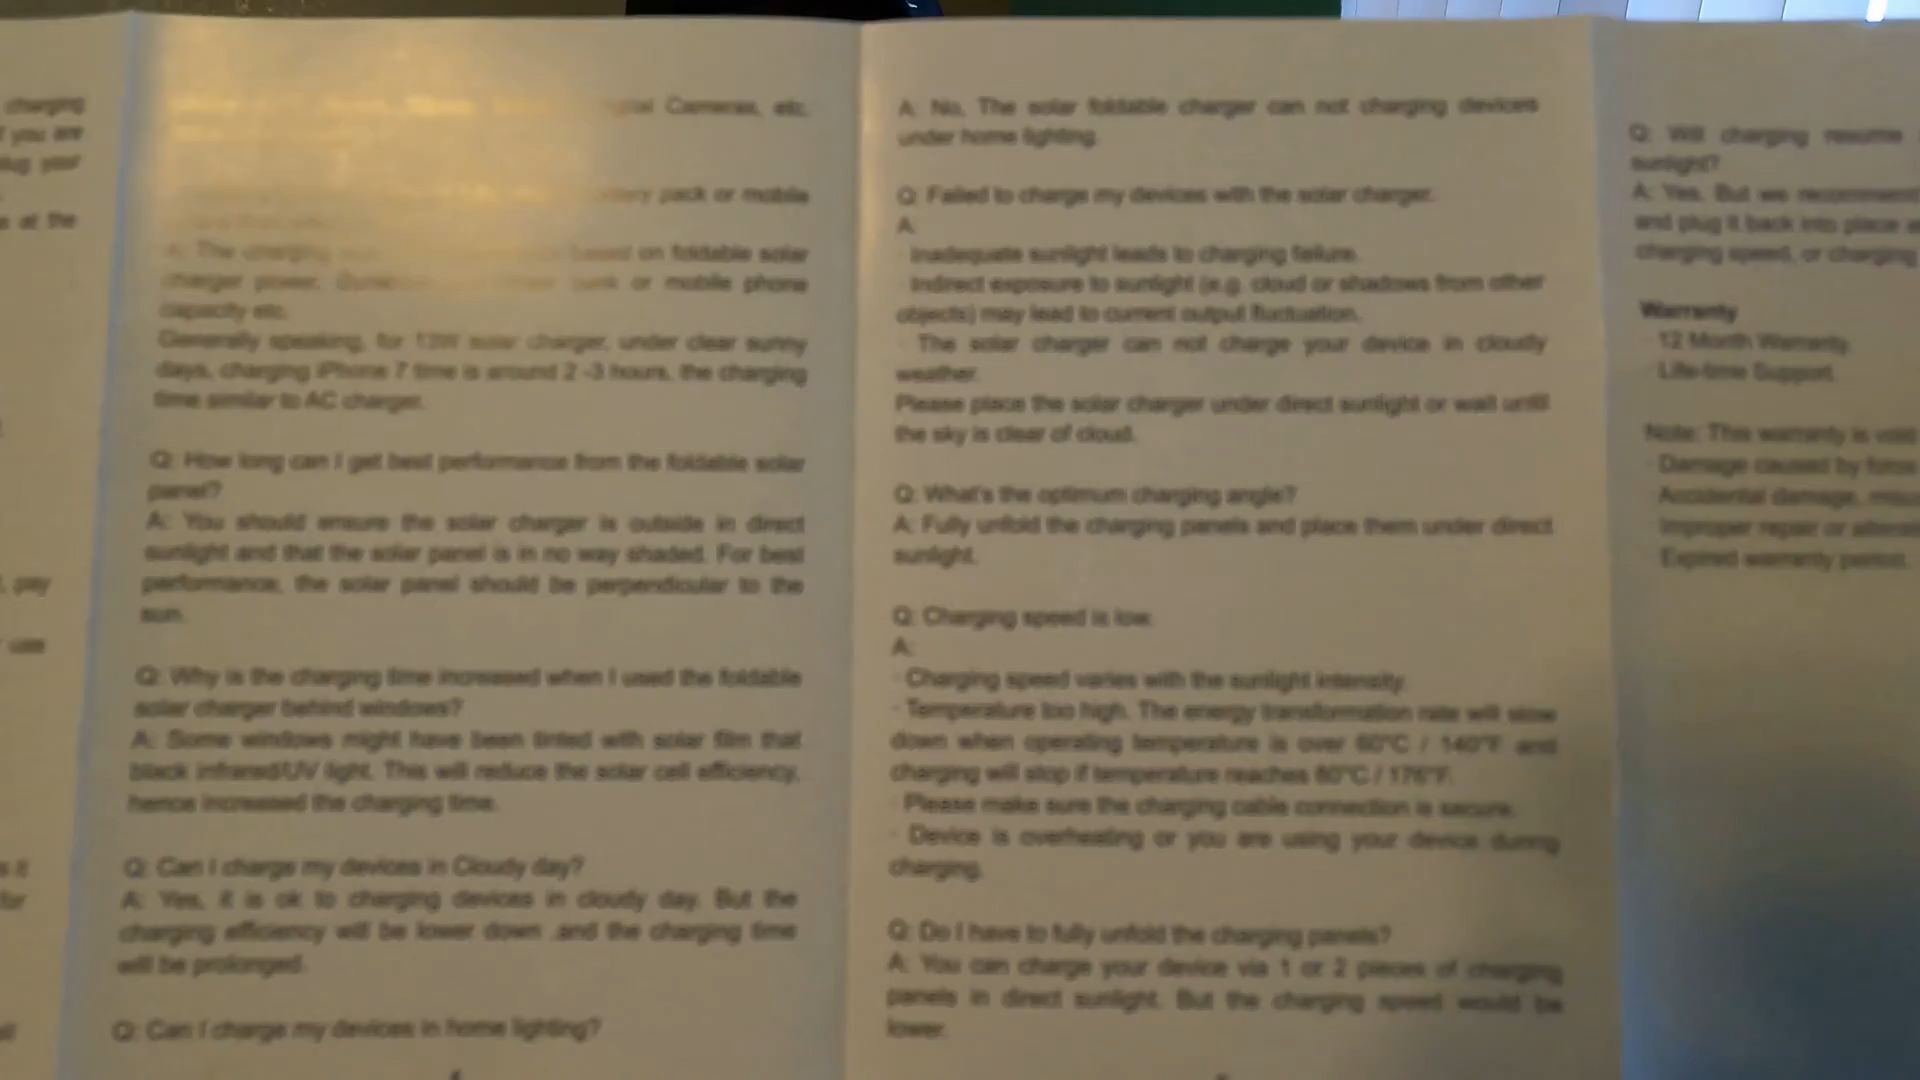 charging
f you are
plug your
s at the
, pay
use
s it
for
Digital Cameras, etc.
battery pack or mobile
A: The charging based on foldable solar
charger power, bank or mobile phone
capacity etc.
Generally speaking, for 13W solar charger, under clear sunny
days, charging iPhone 7 time is around 2 -3 hours, the charging
time similar to AC charger.
Q: How long can I get best performance from the foldable solar
panel?
A: You should ensure the solar charger is outside in direct
sunlight and that the solar panel is in no way shaded. For best
performance, the solar panel should be perpendicular to the
sun.
Q: Why is the charging time increased when I used the foldable
solar charger behind windows?
A: Some windows might have been tinted with solar film that
black infrared/UV light. This will reduce the solar cell efficiency,
hence increased the charging time.
Q: Can I charge my devices in Cloudy day?
A: Yes, it is ok to charging devices in cloudy day. But the
charging efficiency will be lower down ,and the charging time
will be prolonged.
Q: Can I charge my devices in home lighting?
A: No, The solar foldable charger can not charging devices
under home lighting.
Q: Failed to charge my devices with the solar charger.
A:
· Inadequate sunlight leads to charging failure.
· Indirect exposure to sunlight (e.g. cloud or shadows from other
objects) may lead to current output fluctuation.
· The solar charger can not charge your device in cloudy
weather.
Please place the solar charger under direct sunlight or wait until
the sky is clear of cloud.
Q: What's the optimum charging angle?
A: Fully unfold the charging panels and place them under direct
sunlight.
Q: Charging speed is low.
A:
· Charging speed varies with the sunlight intensity.
· Temperature too high. The energy transformation rate will slow
down when operating temperature is over 60°C / 140°F and
charging will stop if temperature reaches 80°C / 176°F.
· Please make sure the charging cable connection is secure.
· Device is overheating or you are using your device during
charging.
Q: Do I have to fully unfold the charging panels?
A: You can charge your device via 1 or 2 pieces of charging
panels in direct sunlight. But the charging speed would be
lower.
Q: Will charging resume
sunlight?
A: Yes. But we recommend
and plug it back into place
charging speed, or charging
Warranty
· 12 Month Warranty.
· Life-time Support.
Note: This warranty is void
· Damage caused by force
· Accidental damage,
· Improper repair or
· Expired warranty period.